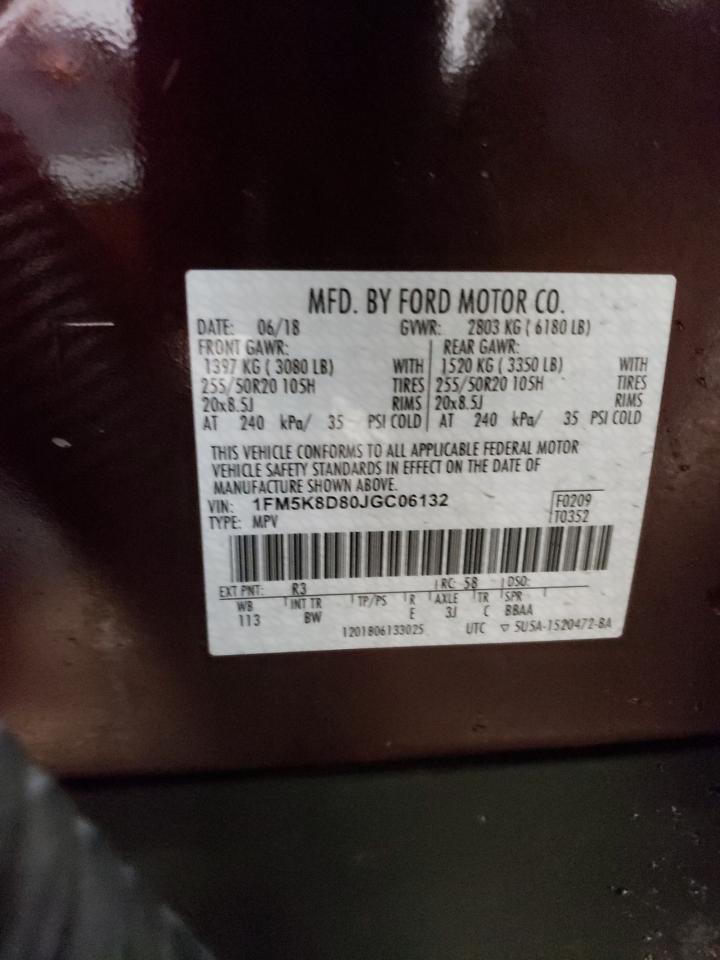 MFD. BY FORD MOTOR CO.
DATE: 06/18 GVWR: 2803 KG ( 6180 LB)
FRONT GAWR: REAR GAWR:
1397 KG ( 3080 LB) WITH 1520 KG ( 3350 LB) WITH
255/50R20 105H TIRES 255/50R20 105H TIRES
20x8.5J RIMS 20x8.5J RIMS
AT 240 kPa/ 35 PSI COLD AT 240 kPa/ 35 PSI COLD
THIS VEHICLE CONFORMS TO ALL APPLICABLE FEDERAL MOTOR
VEHICLE SAFETY STANDARDS IN EFFECT ON THE DATE OF
MANUFACTURE SHOWN ABOVE.
VIN: 1FM5K8D80JGC06132 F0209
TYPE: MPV T0352
EXT PNT: R3 RC: 58 DSO:
WB INT TR TP/PS R AXLE TR SPR
113 BW E 3J C BBAA
1201806133025 UTC ▽ 5U5A-1520472-BA